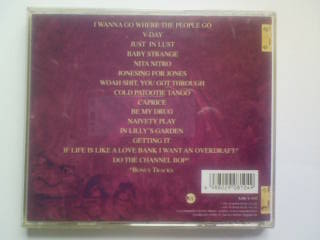 I WANNA GO WHERE THE PEOPLE GO
V-DAY
JUST IN LUST
BABY STRANGE
NITA NITRO
JONESING FOR JONES
WOAH SHIT, YOU GOT THROUGH
COLD PATOOTIE TANGO
CAPRICE
BE MY DRUG
NAIVETY PLAY
IN LILLY'S GARDEN
GETTING IT
IF LIFE IS LIKE A LOVE BANK I WANT AN OVERDRAFT*
DO THE CHANNEL BOP*
*BONUS TRACKS